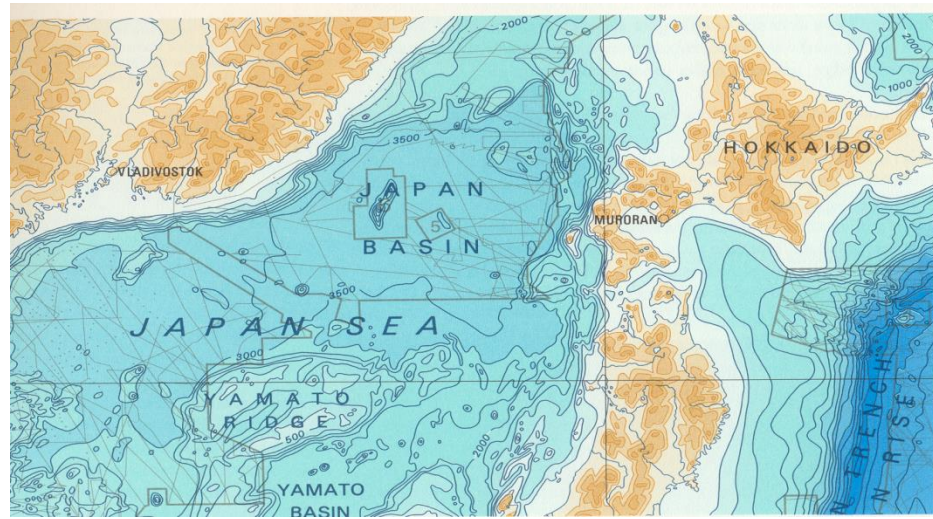 2000
2000
1000
HOKKAIDO
3500
VLADIVOSTOK
JAPAN
MURORAN
5
BASIN
3500
JAPAN SEA
3000
YAMATO
RIDGE
500
2000
YAMATO
BASIN
N TRENCH
N RISE